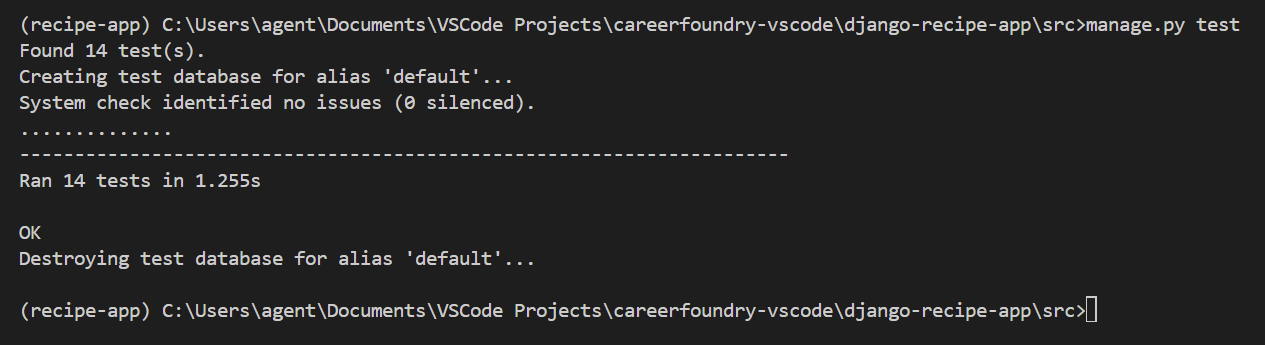 (recipe-app) C:\Users\agent\Documents\VSCode Projects\careerfoundry-vscode\django-recipe-app\src>manage.py test
Found 14 test(s).
Creating test database for alias 'default'...
System check identified no issues (0 silenced).
..............
----------------------------------------------------------------------
Ran 14 tests in 1.255s

OK
Destroying test database for alias 'default'...

(recipe-app) C:\Users\agent\Documents\VSCode Projects\careerfoundry-vscode\django-recipe-app\src>